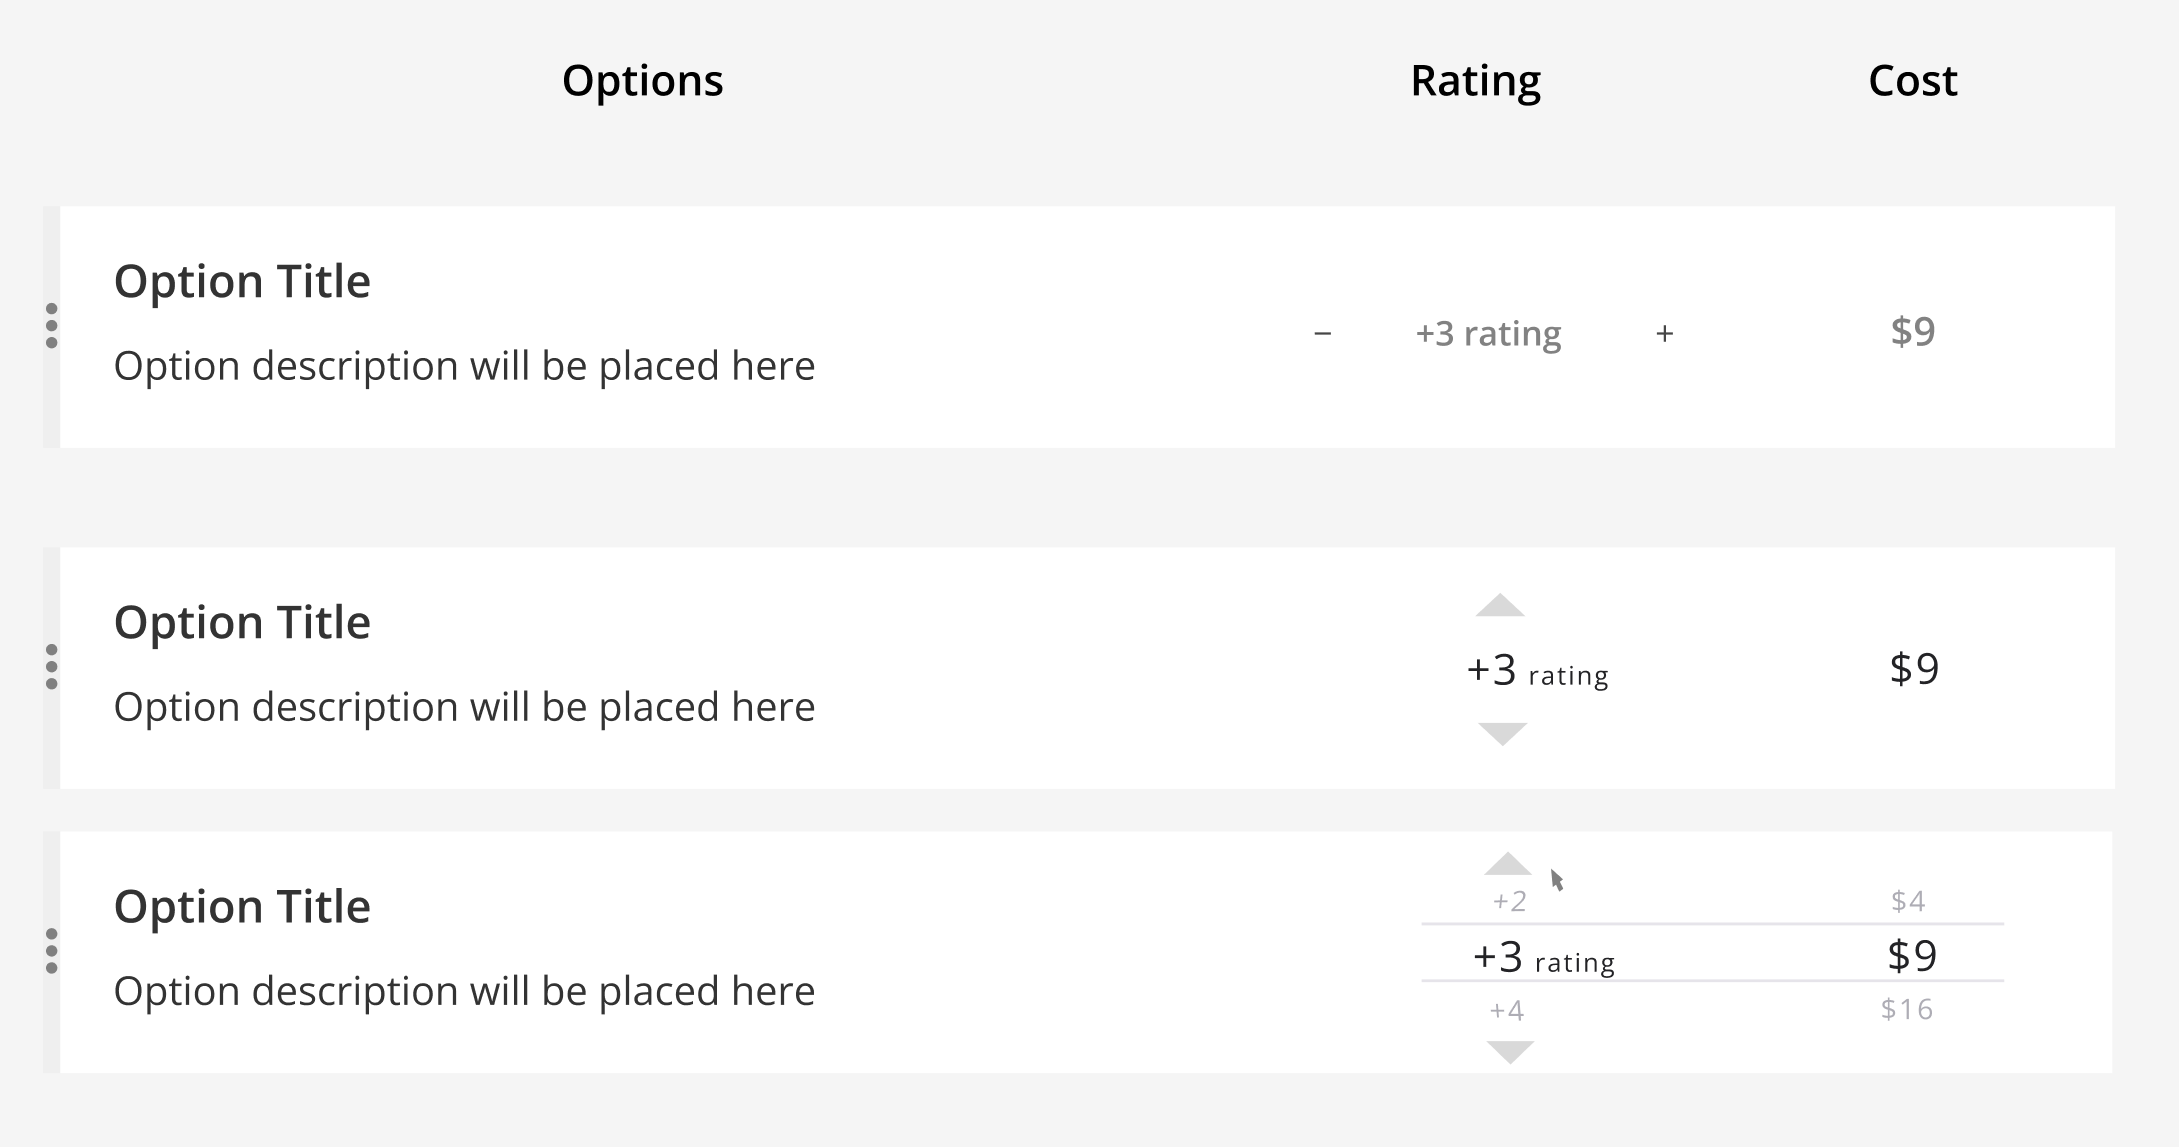 Options Rating Cost
Option Title
Option description will be placed here
− +3 rating + $9
Option Title
Option description will be placed here
+3 rating $9
Option Title
Option description will be placed here
+2 $4
+3 rating $9
+4 $16